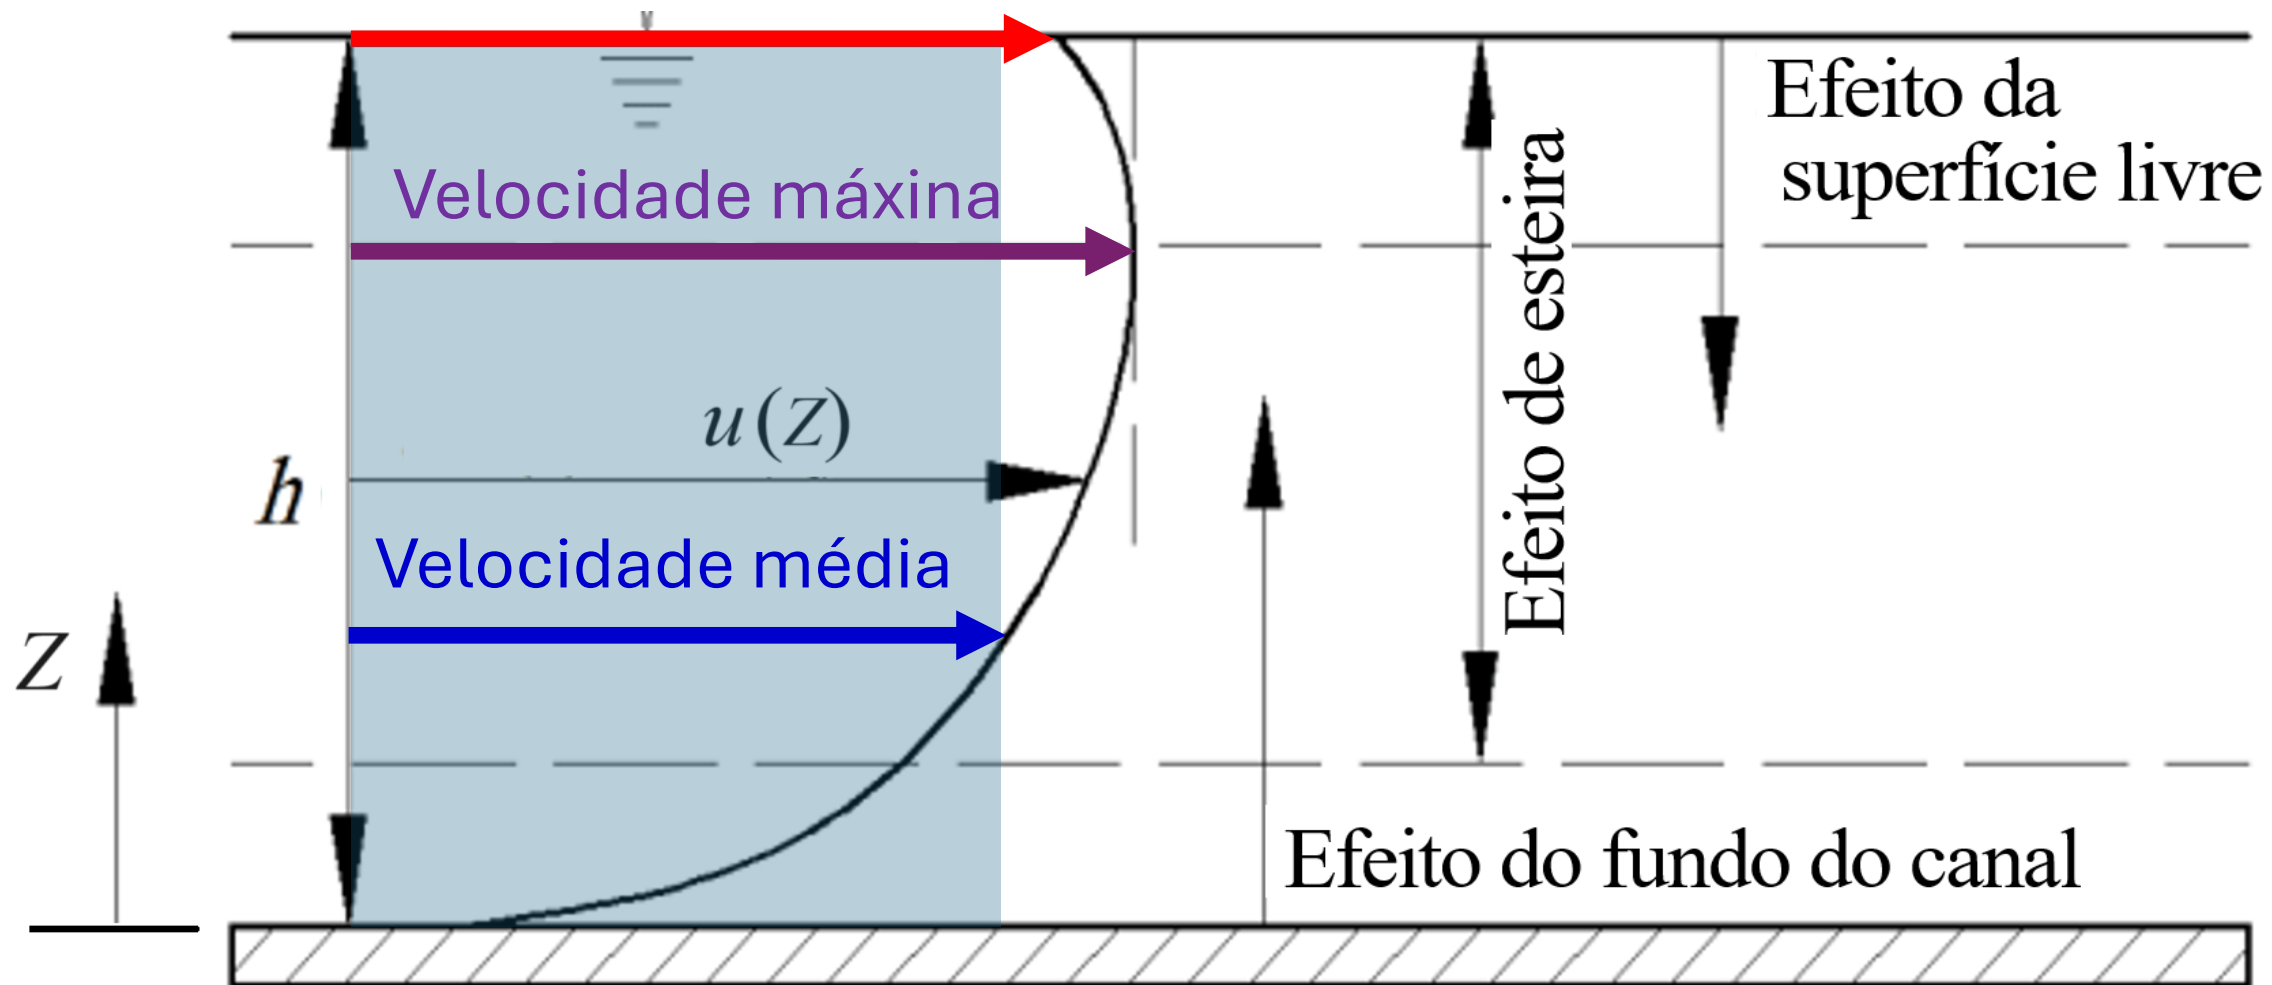 Efeito da
superfície livre
Velocidade máxina
Efeito de esteira
u(Z)
h
Velocidade média
Z
Efeito do fundo do canal